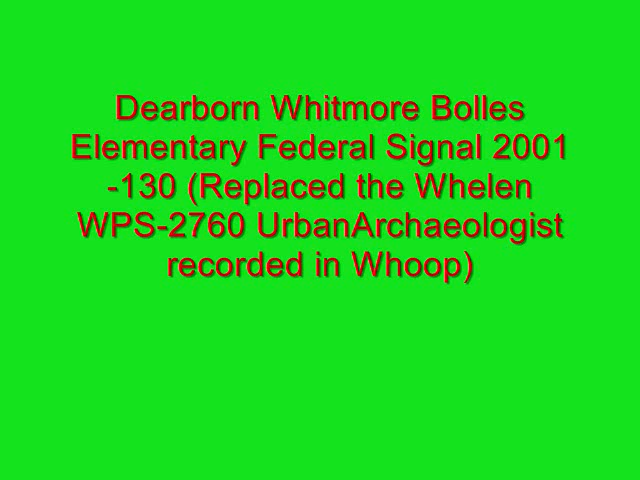 Dearborn Whitmore Bolles
Elementary Federal Signal 2001
-130 (Replaced the Whelen
WPS-2760 UrbanArchaeologist
recorded in Whoop)